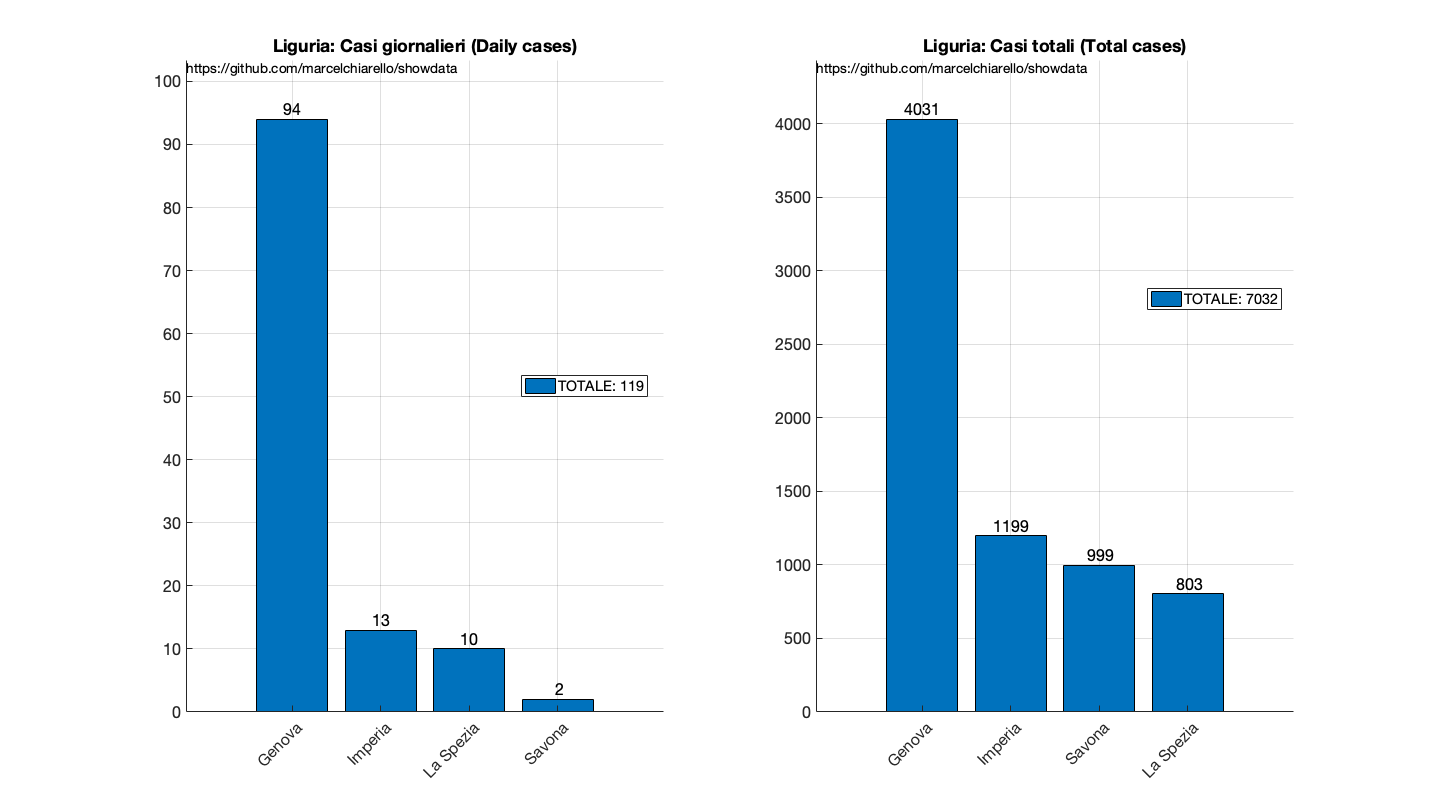 Liguria: Casi giornalieri (Daily cases)
https://github.com/marcelchiarello/showdata
100
90
80
70
60
50
40
30
20
10
0
94
13
10
2
TOTALE: 119
Genova
Imperia
La Spezia
Savona
Liguria: Casi totali (Total cases)
https://github.com/marcelchiarello/showdata
4000
3500
3000
2500
2000
1500
1000
500
0
4031
1199
999
803
TOTALE: 7032
Genova
Imperia
Savona
La Spezia